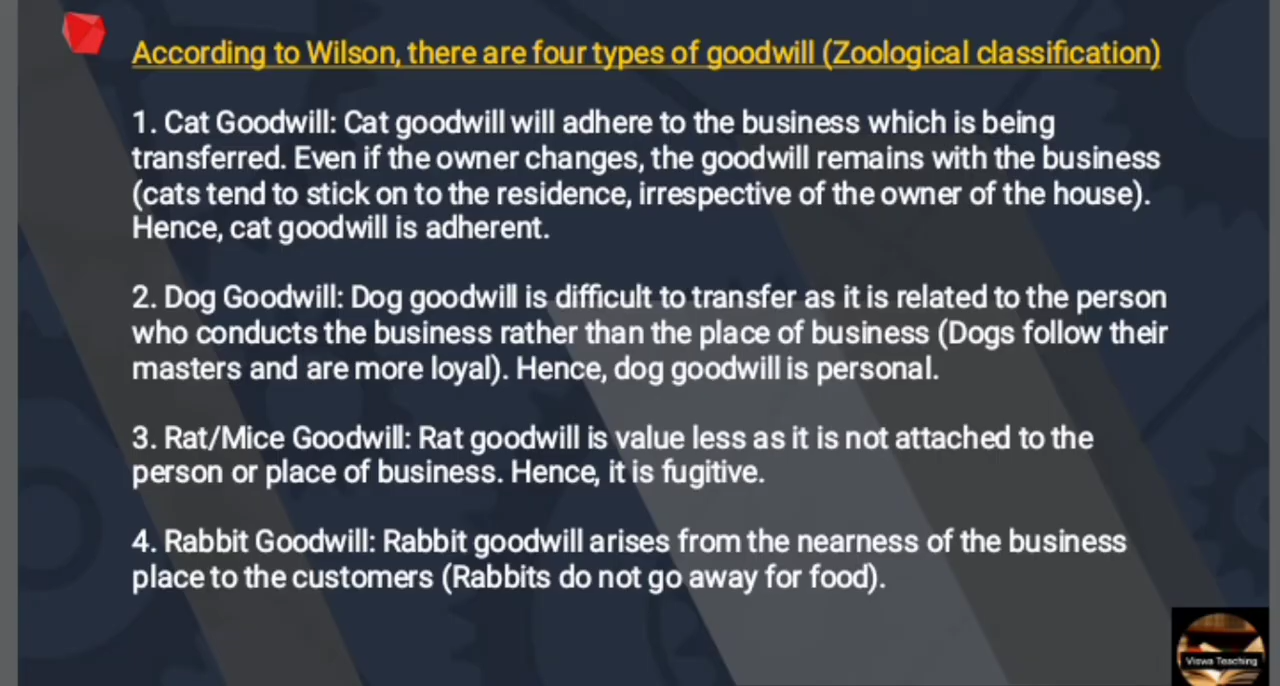 According to Wilson, there are four types of goodwill (Zoological classification)
1. Cat Goodwill: Cat goodwill will adhere to the business which is being
transferred. Even if the owner changes, the goodwill remains with the business
(cats tend to stick on to the residence, irrespective of the owner of the house).
Hence, cat goodwill is adherent.
2. Dog Goodwill: Dog goodwill is difficult to transfer as it is related to the person
who conducts the business rather than the place of business (Dogs follow their
masters and are more loyal). Hence, dog goodwill is personal.
3. Rat/Mice Goodwill: Rat goodwill is value less as it is not attached to the
person or place of business. Hence, it is fugitive.
4. Rabbit Goodwill: Rabbit goodwill arises from the nearness of the business
place to the customers (Rabbits do not go away for food).
Viswa Teaching